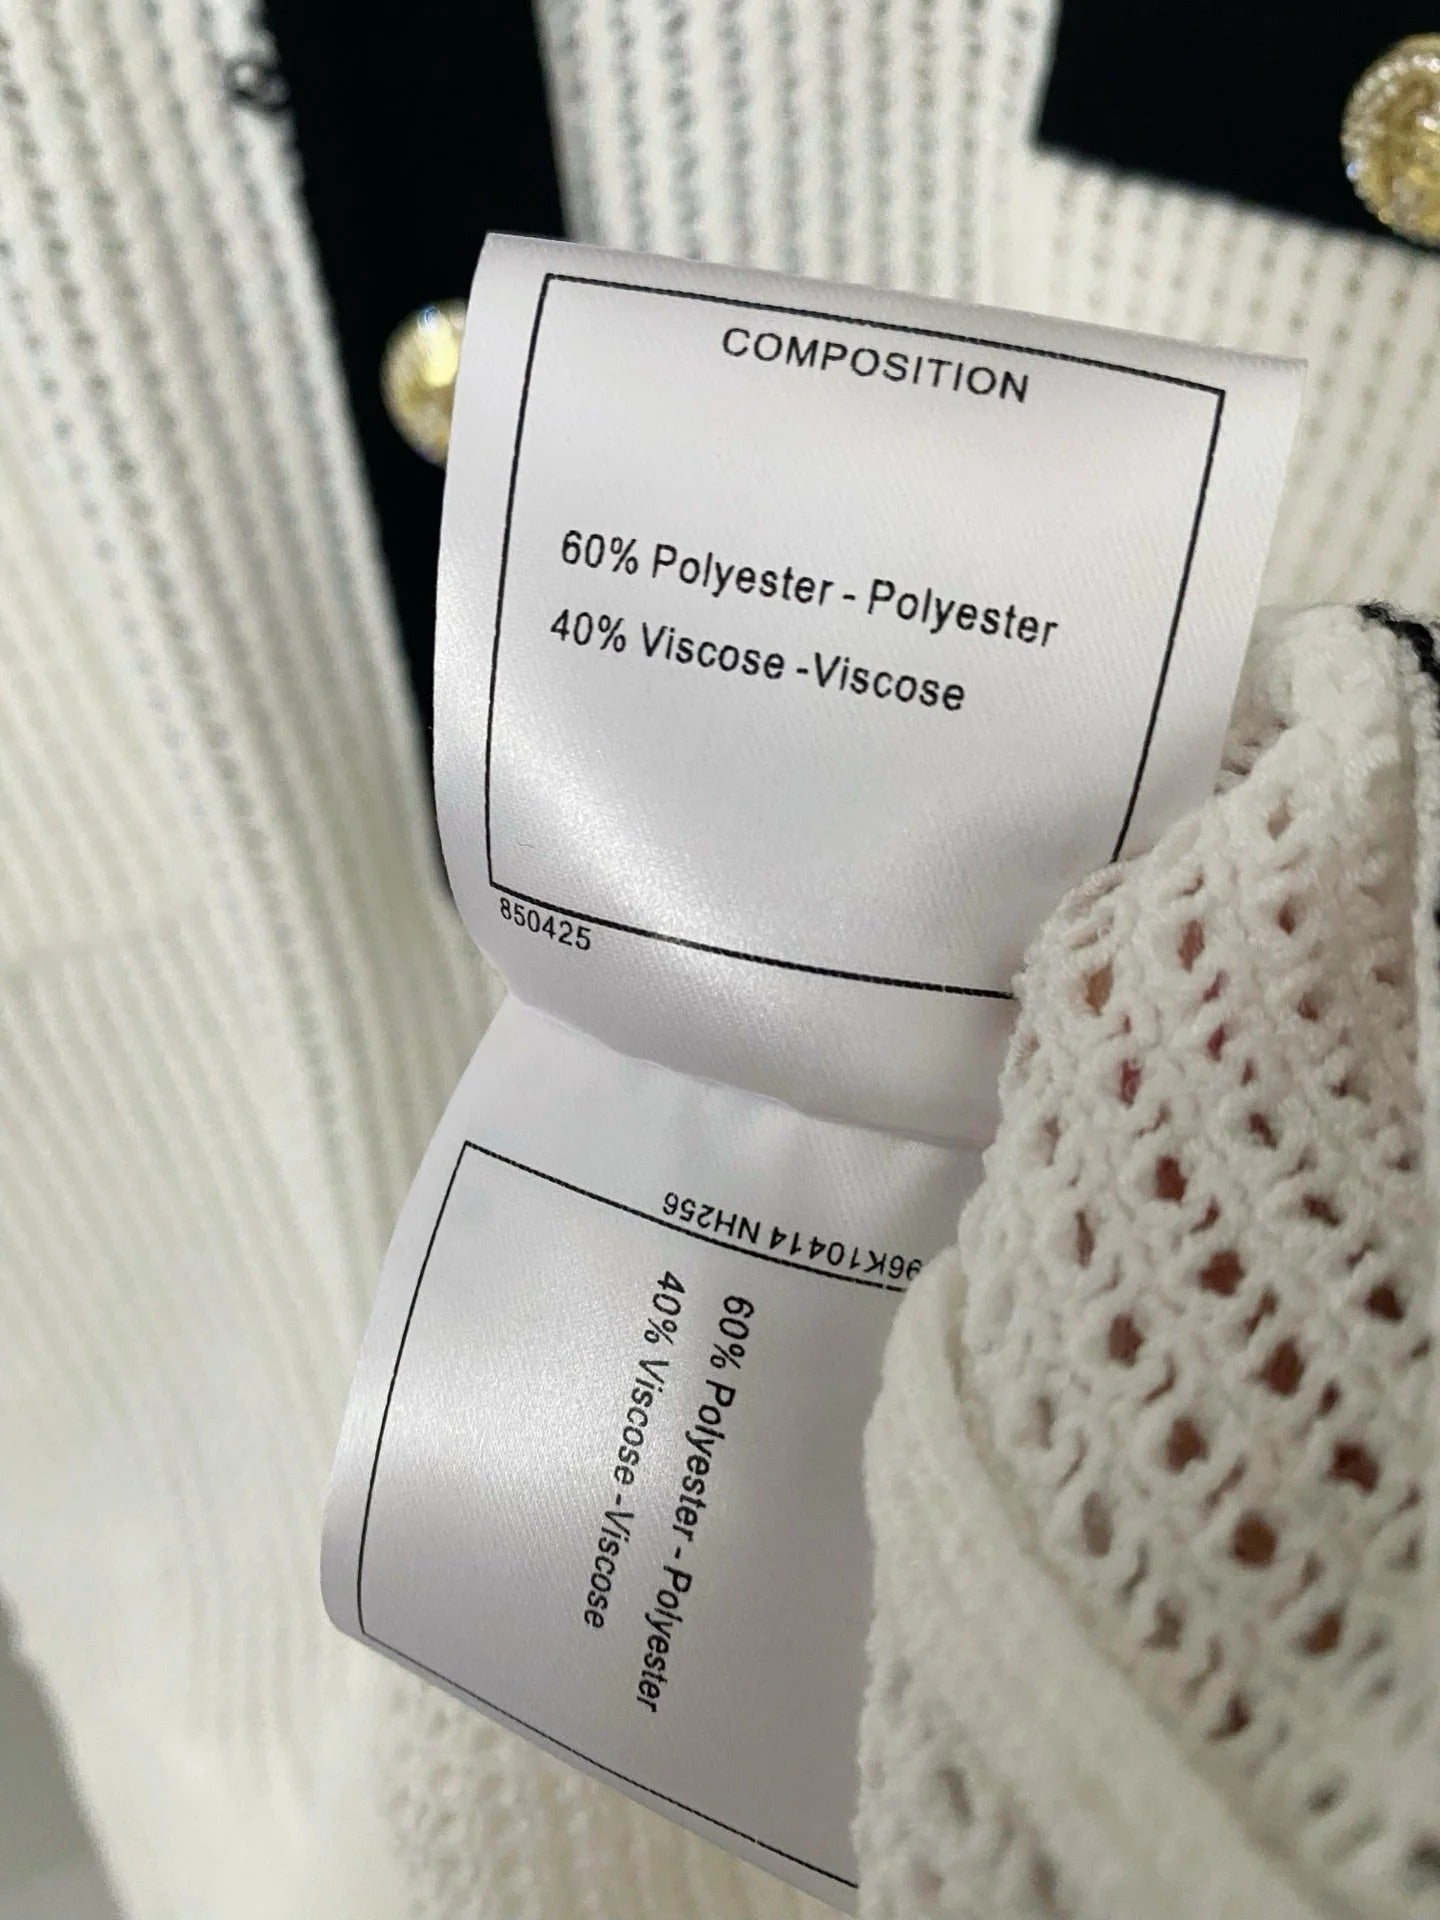 COMPOSITION
60% Polyester - Polyester
40% Viscose -Viscose
850425
96K10414 NH256
60% Polyester - Polyester
40% Viscose -Viscose